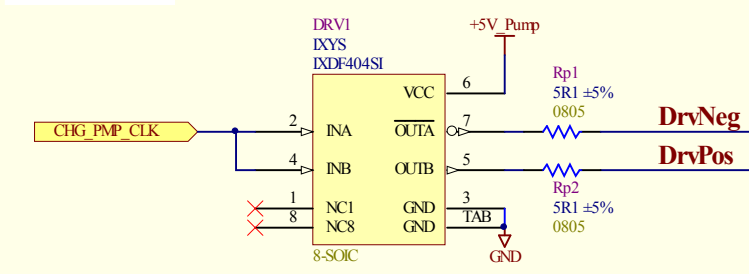 DRV1
IXYS
IXDF404SI
+5V_Pump
VCC 6
Rp1
5R1 ±5%
0805
CHG_PMP_CLK
2 INA OUTA 7
DrvNeg
4 INB OUTB 5
DrvPos
Rp2
5R1 ±5%
0805
1 NC1 GND 3
8 NC8 GND TAB
8-SOIC
GND